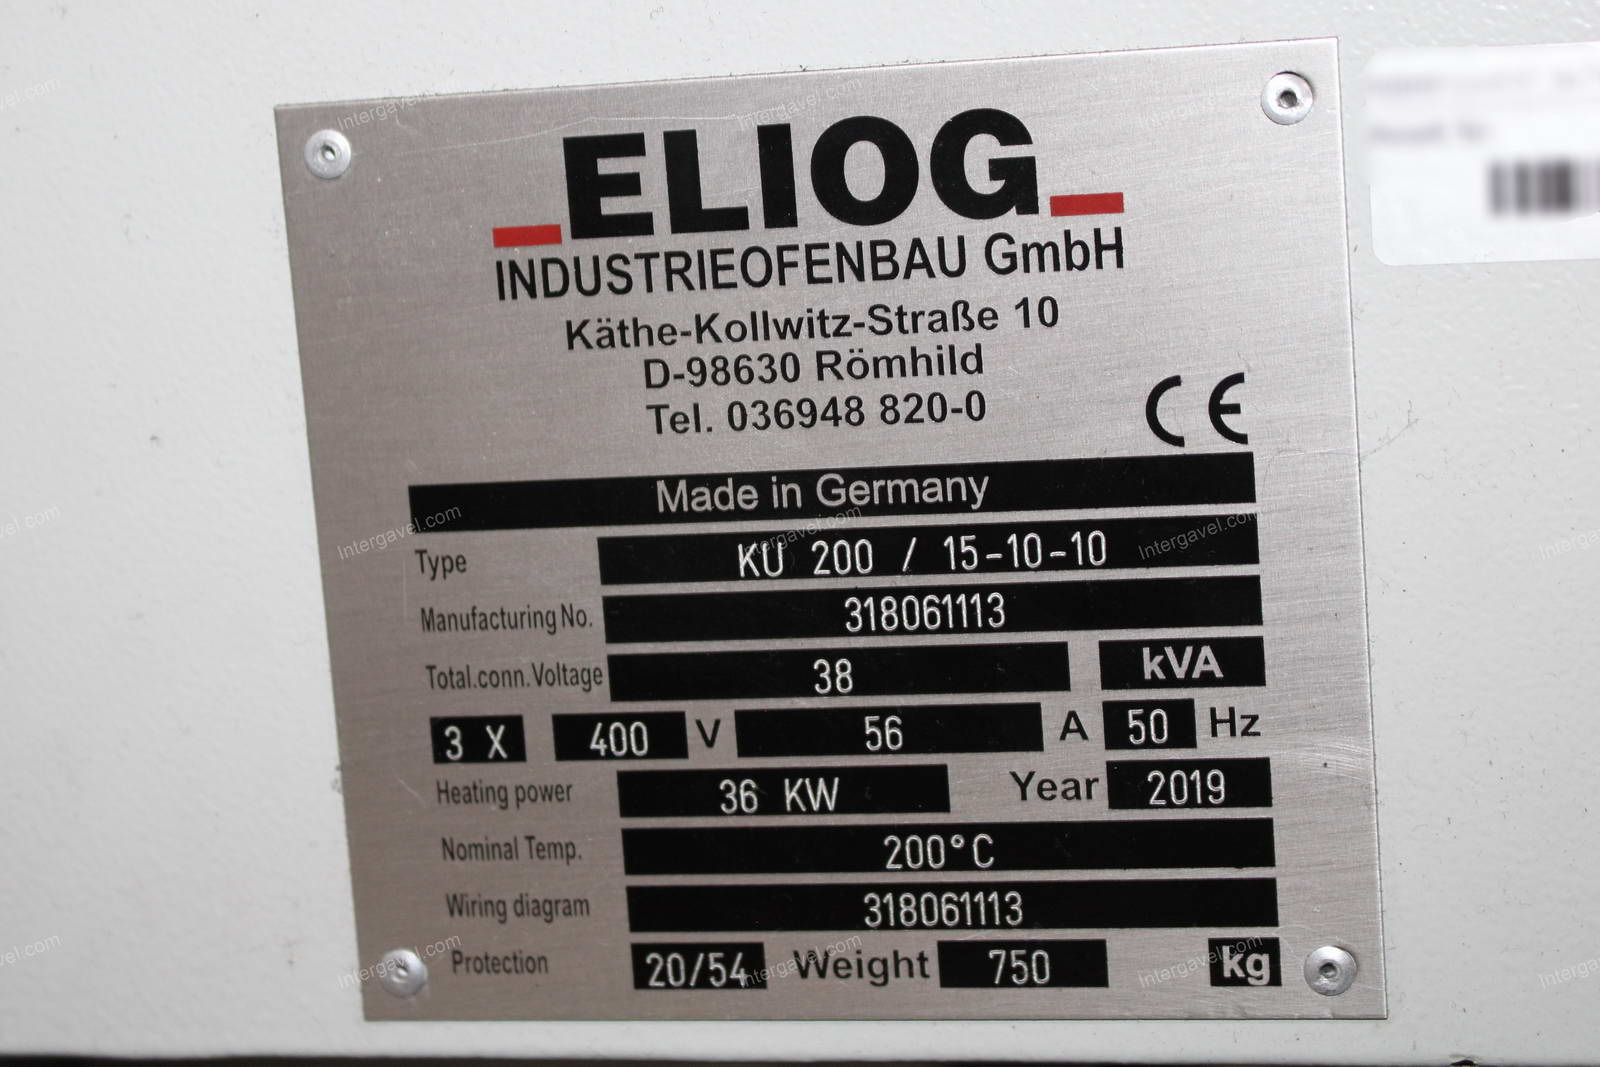 ELIOG
INDUSTRIEOFENBAU GmbH
Käthe-Kollwitz-Straße 10
D-98630 Römhild
Tel. 036948 820-0
CE
Made in Germany
Type KU 200 / 15-10-10
Manufacturing No. 318061113
Total.conn.Voltage 38 kVA
3 X 400 V 56 A 50 Hz
Heating power 36 KW Year 2019
Nominal Temp. 200°C
Wiring diagram 318061113
Protection 20/54 Weight 750 kg
Intergavel.com